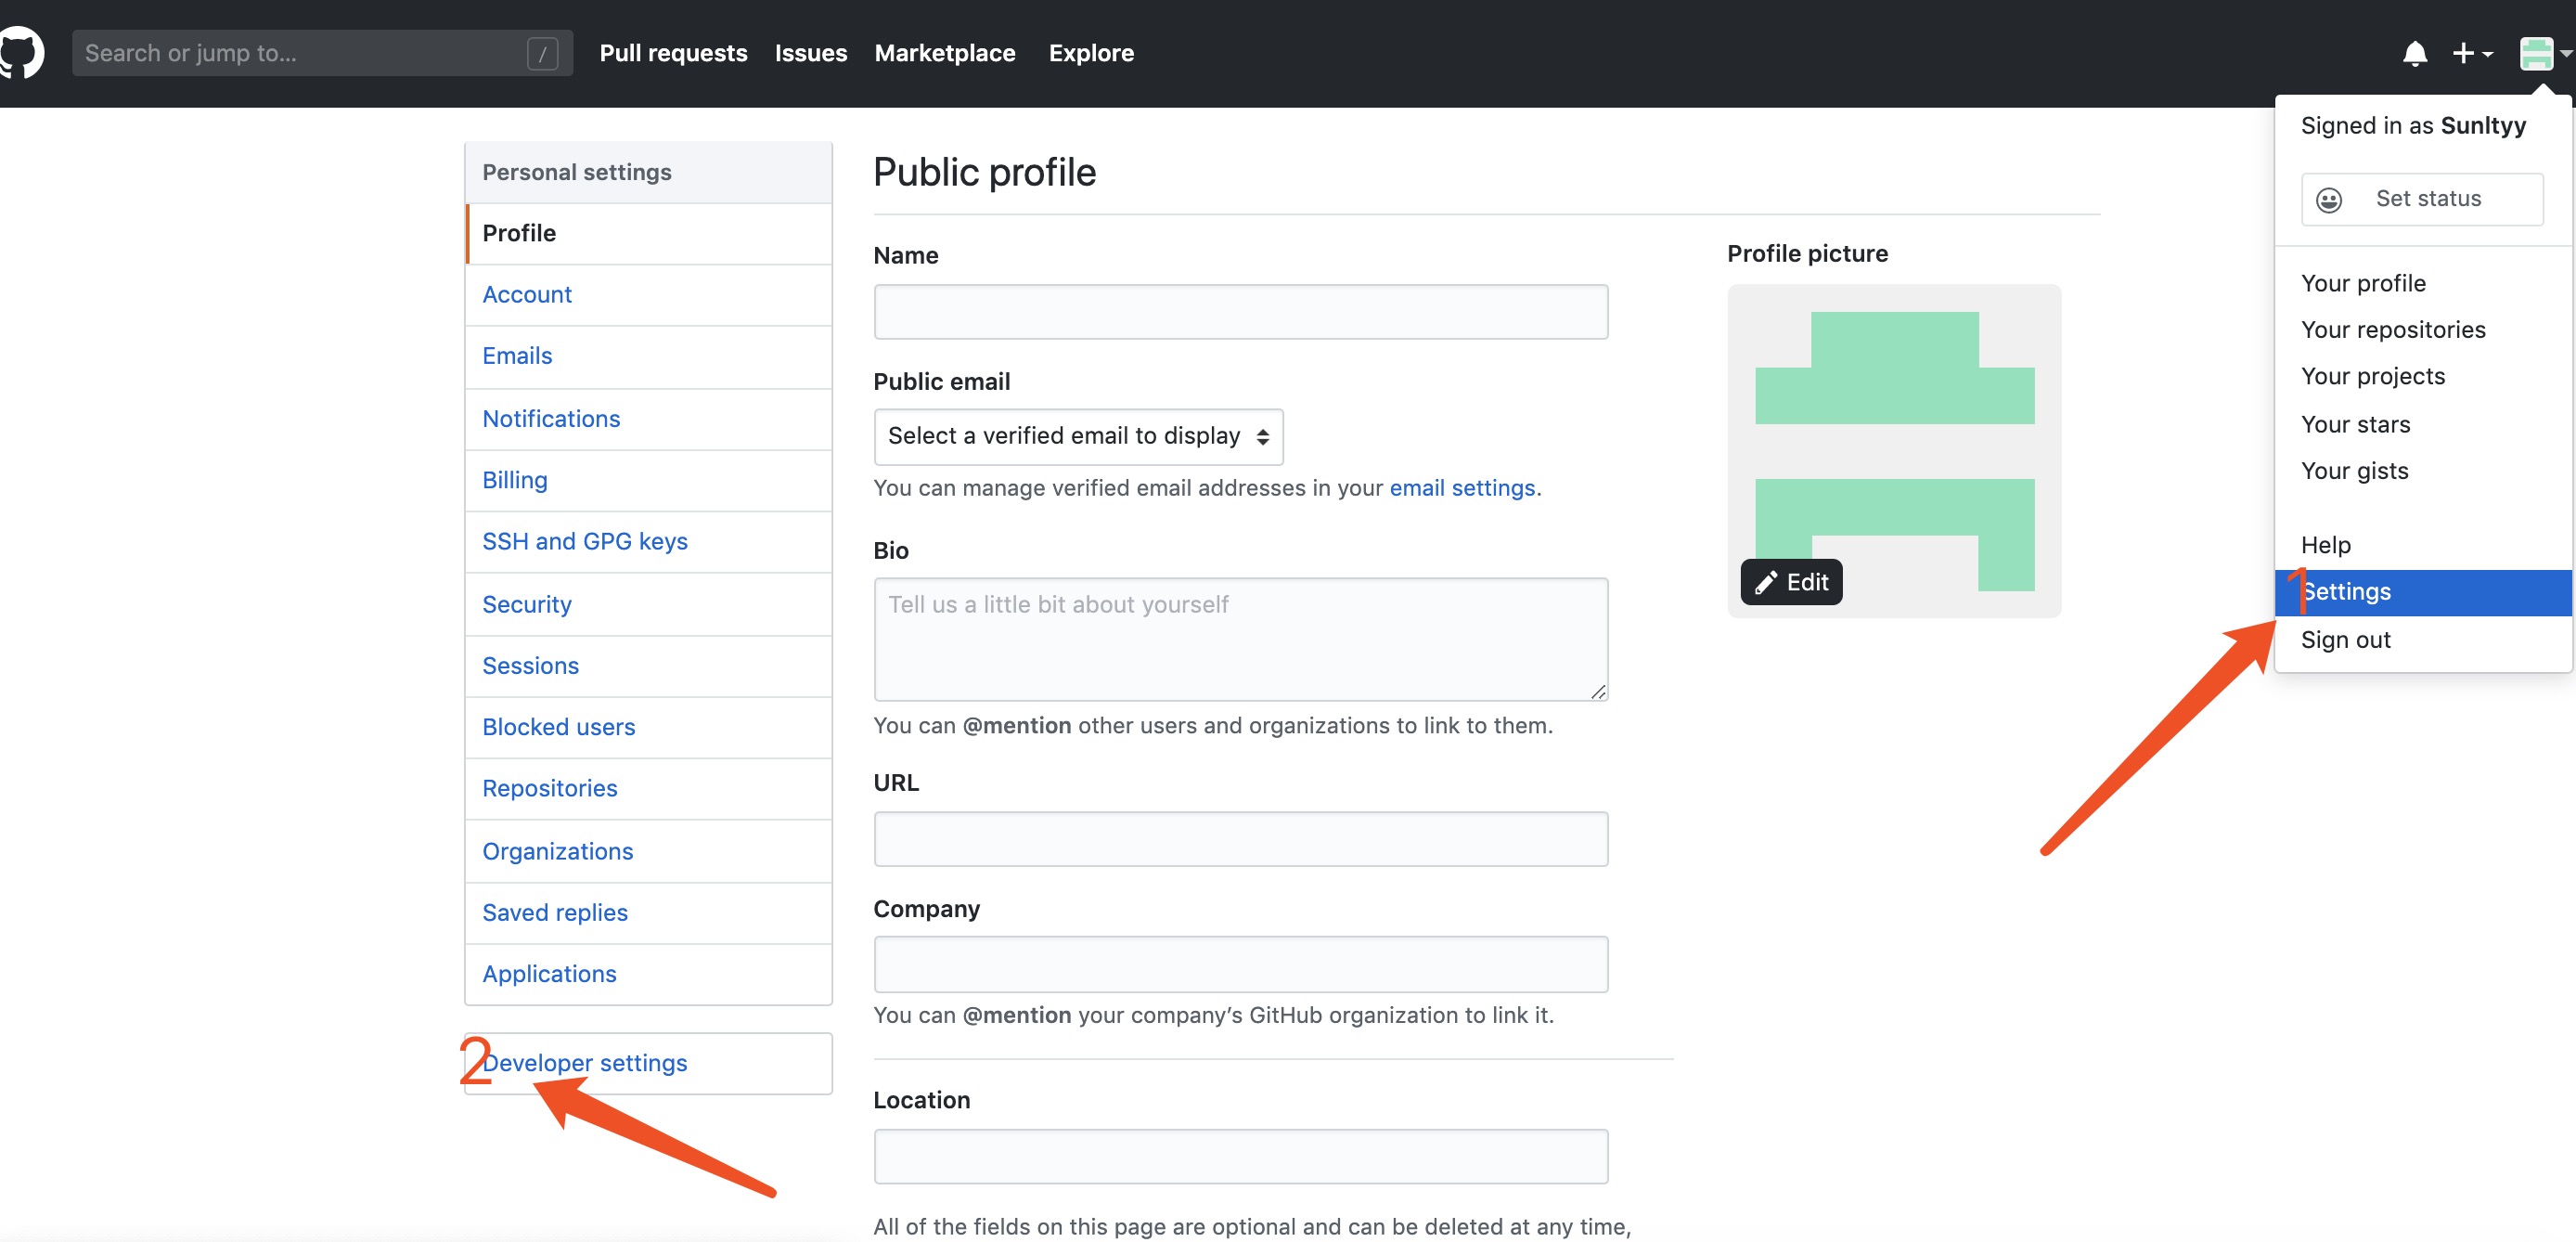 Search or jump to... /
Pull requests Issues Marketplace Explore
Signed in as Sunltyy
Set status
Your profile
Your repositories
Your projects
Your stars
Your gists
Help
1 Settings
Sign out
Personal settings
Profile
Account
Emails
Notifications
Billing
SSH and GPG keys
Security
Sessions
Blocked users
Repositories
Organizations
Saved replies
Applications
2 Developer settings
Public profile
Name
Public email
Select a verified email to display
You can manage verified email addresses in your email settings.
Bio
Tell us a little bit about yourself
You can @mention other users and organizations to link to them.
URL
Company
You can @mention your company’s GitHub organization to link it.
Location
All of the fields on this page are optional and can be deleted at any time,
Profile picture
Edit